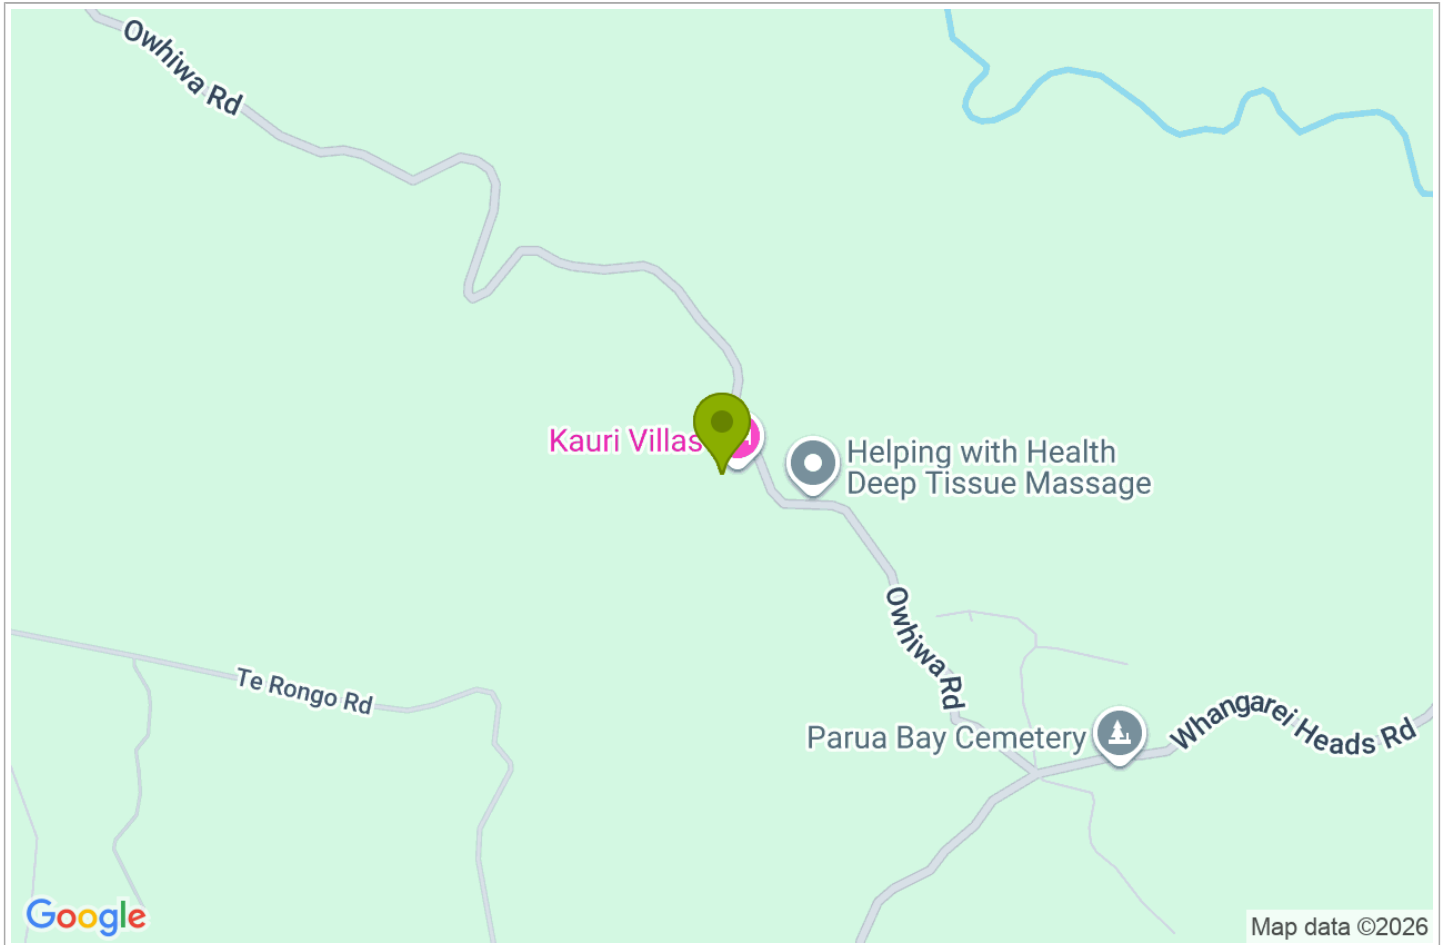 Owhiwa Rd
Kauri Villas
Helping with Health
Deep Tissue Massage
Owhiwa Rd
Te Rongo Rd
Parua Bay Cemetery
Whangarei Heads Rd
Google
Map data ©2026